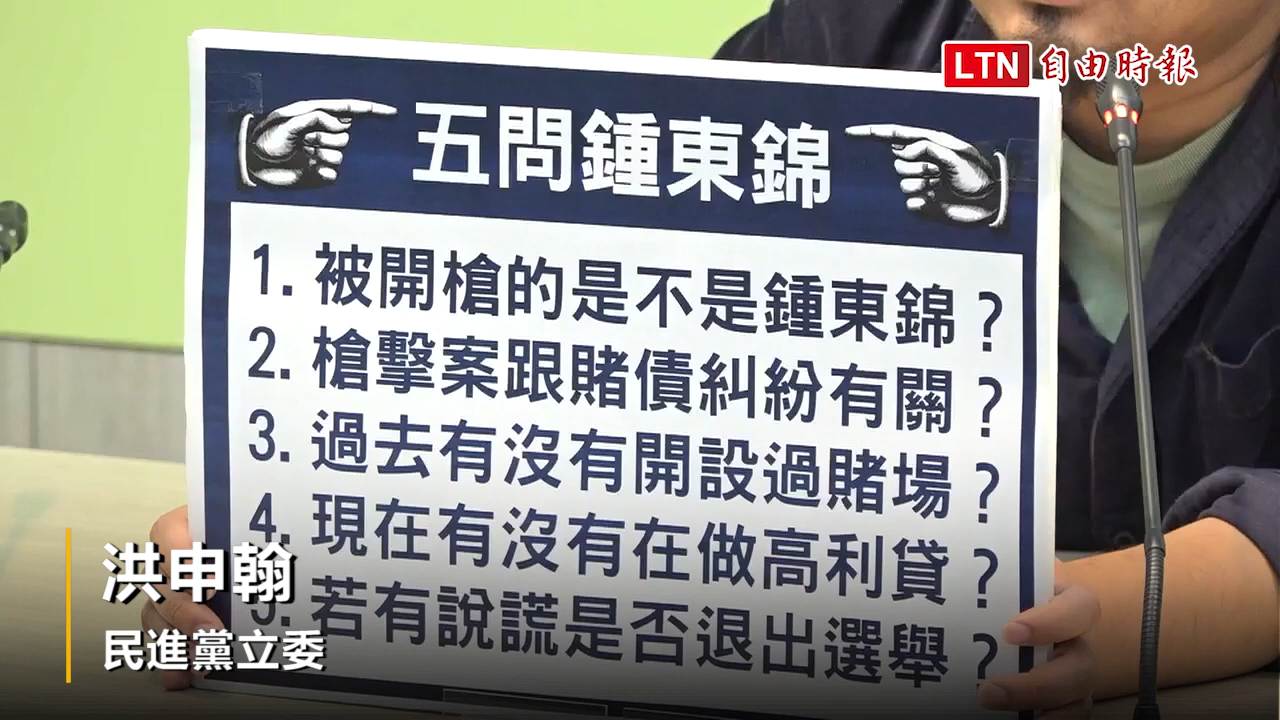 LTN 自由時報
五問鍾東錦
1. 被開槍的是不是鍾東錦？
2. 槍擊案跟賭債糾紛有關？
3. 過去有沒有開設過賭場？
4. 現在有沒有在做高利貸？
5. 若有說謊是否退出選舉？
洪申翰
民進黨立委